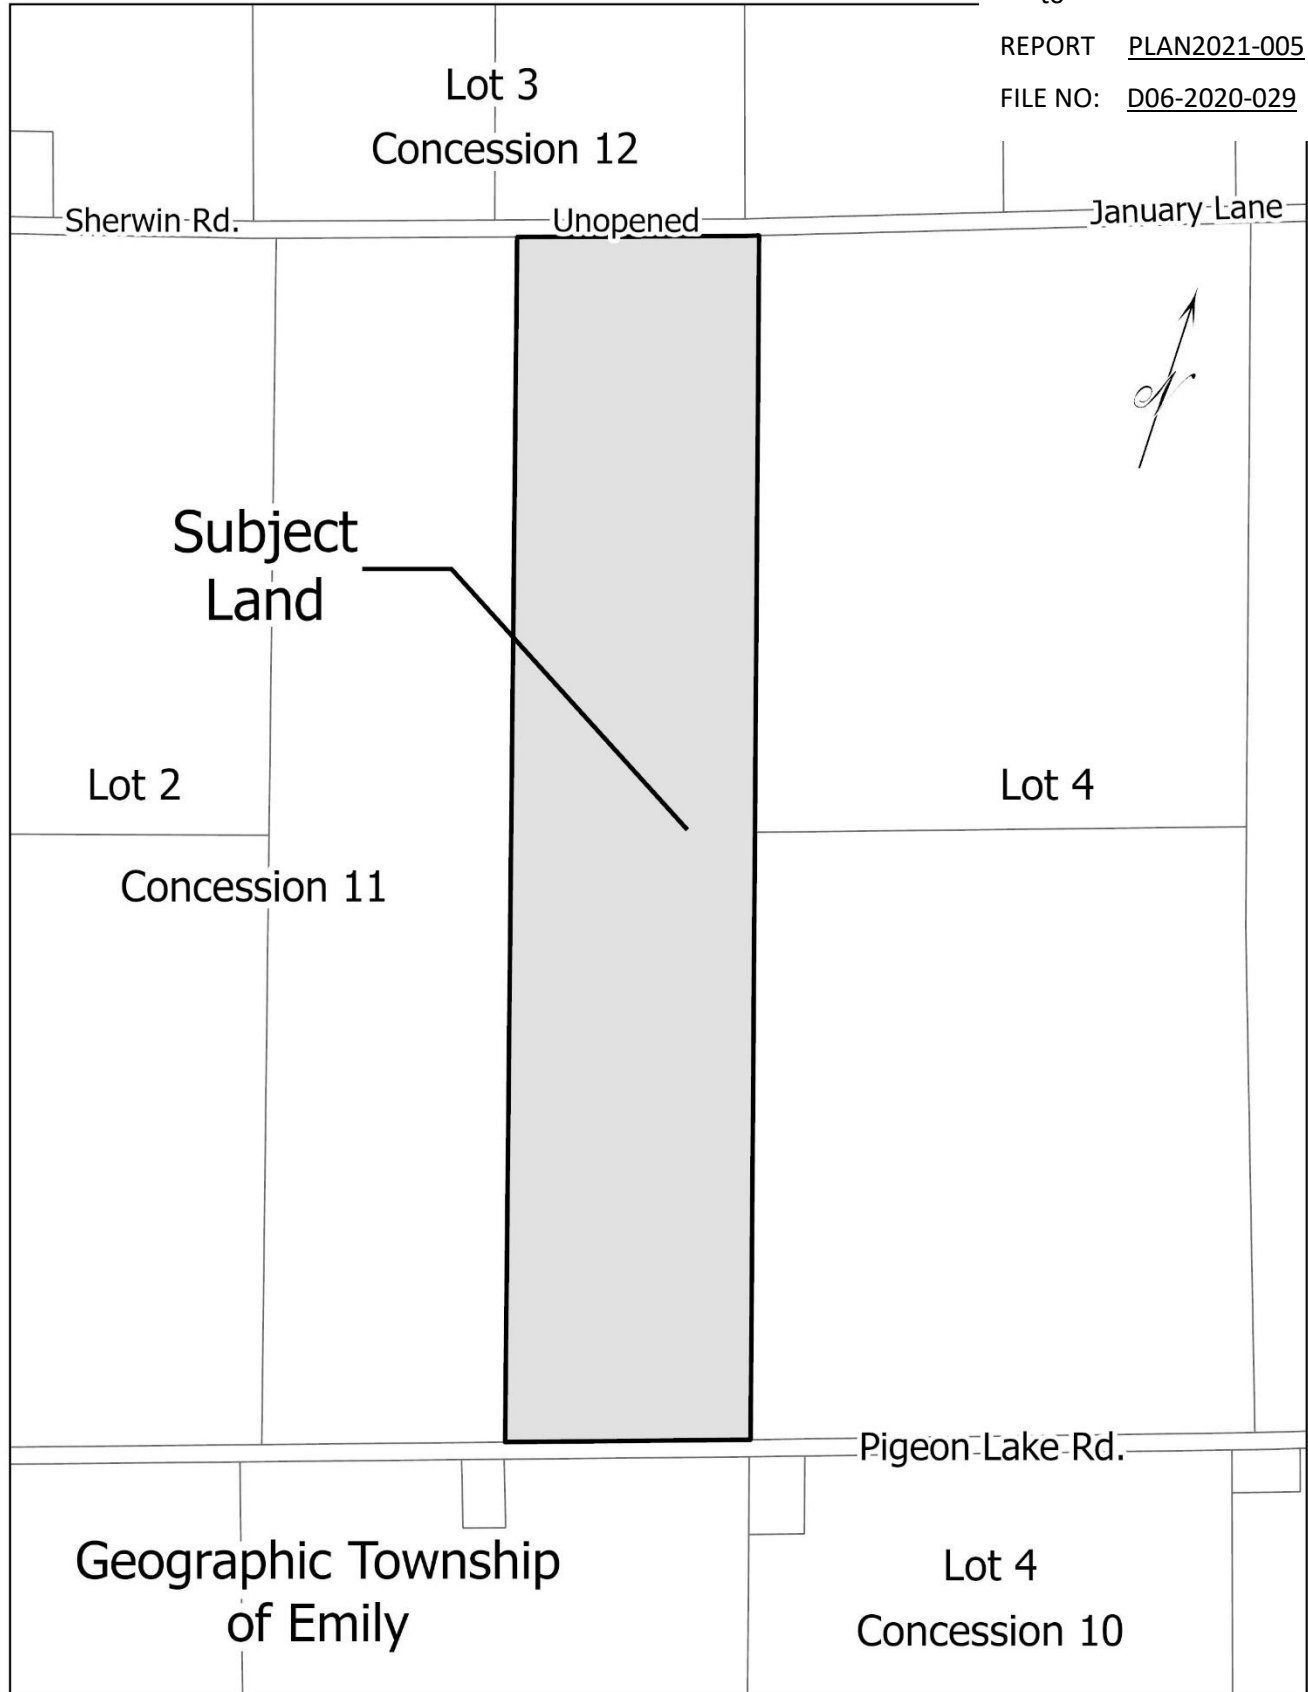 to
REPORT PLAN2021-005
FILE NO: D06-2020-029
Lot 3
Concession 12
Sherwin Rd.
Unopened
January Lane
N
Subject
Land
Lot 2
Lot 4
Concession 11
Pigeon Lake Rd.
Geographic Township
of Emily
Lot 4
Concession 10